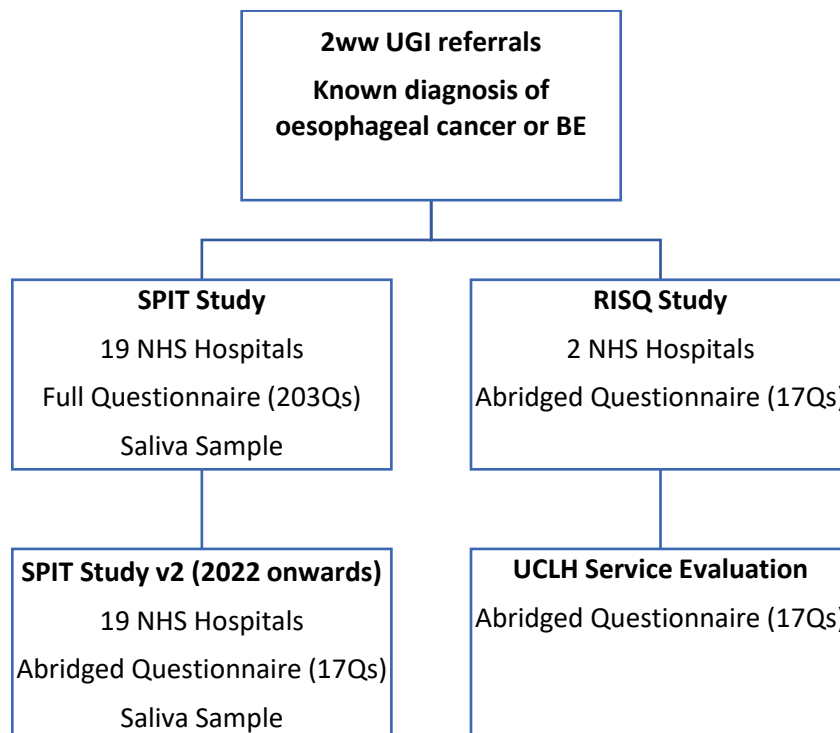 2ww UGI referrals
Known diagnosis of
oesophageal cancer or BE
SPIT Study
19 NHS Hospitals
Full Questionnaire (203Qs)
Saliva Sample
RISQ Study
2 NHS Hospitals
Abridged Questionnaire (17Qs)
SPIT Study v2 (2022 onwards)
19 NHS Hospitals
Abridged Questionnaire (17Qs)
Saliva Sample
UCLH Service Evaluation
Abridged Questionnaire (17Qs)